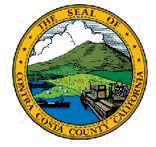 THE SEAL OF
CONTRA COSTA COUNTY CALIFORNIA